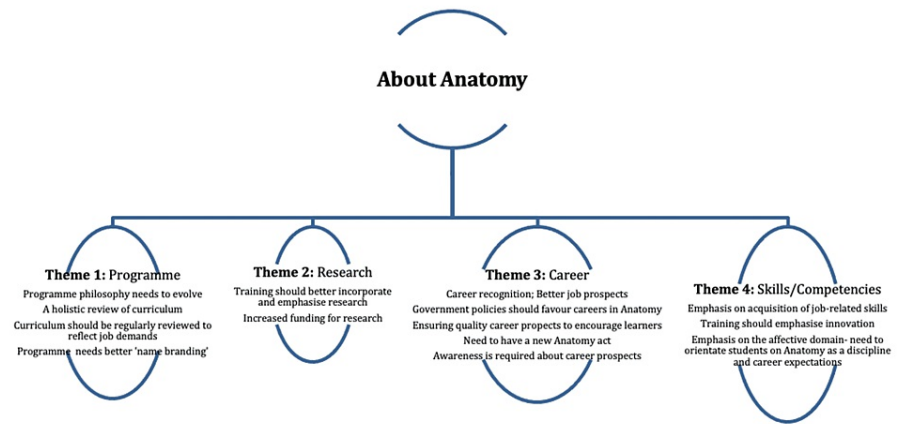 About Anatomy
Theme 1: Programme
Programme philosophy needs to evolve
A holistic review of curriculum
Curriculum should be regularly reviewed to
reflect job demands
Programme needs better 'name branding'
Theme 2: Research
Training should better incorporate
and emphasise research
Increased funding for research
Theme 3: Career
Career recognition; Better job prospects
Government policies should favour careers in Anatomy
Ensuring quality career propects to encourage learners
Need to have a new Anatomy act
Awareness is required about career prospects
Theme 4: Skills/Competencies
Emphasis on acquisition of job-related skills
Training should emphasise innovation
Emphasis on the affective domain- need to
orientate students on Anatomy as a discipline
and career expectations